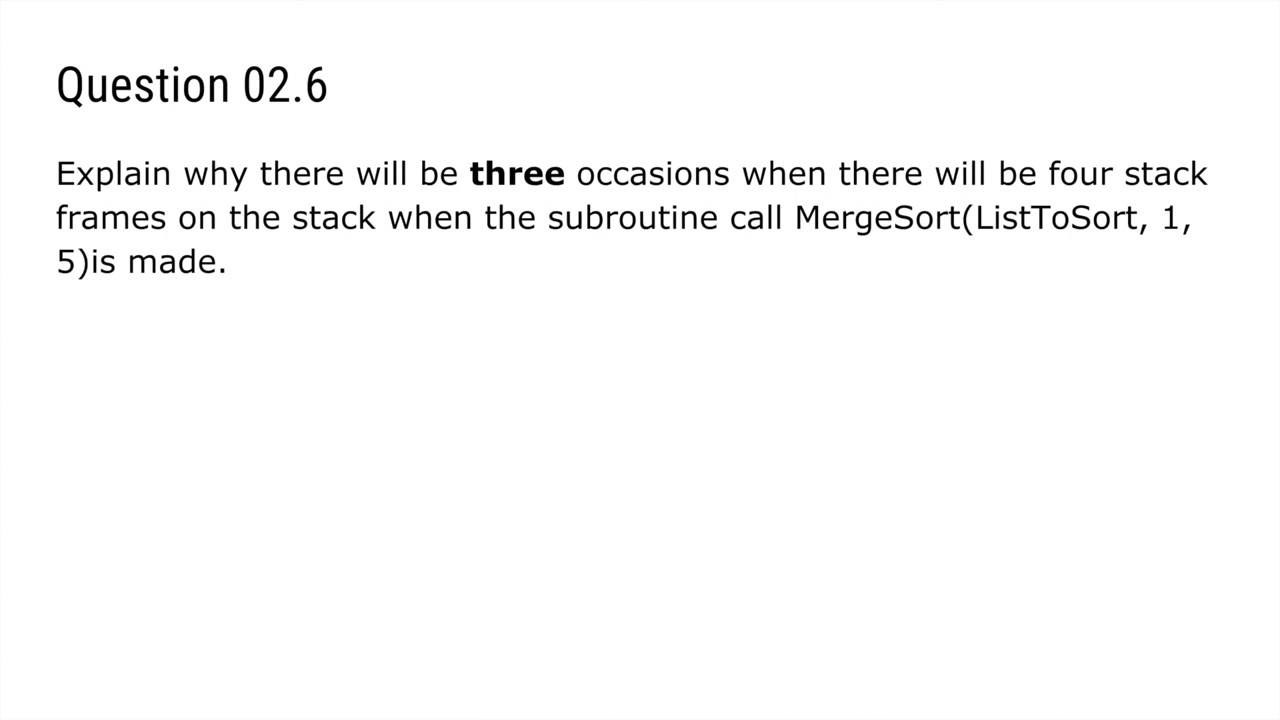 Question 02.6
Explain why there will be three occasions when there will be four stack
frames on the stack when the subroutine call MergeSort(ListToSort, 1,
5)is made.